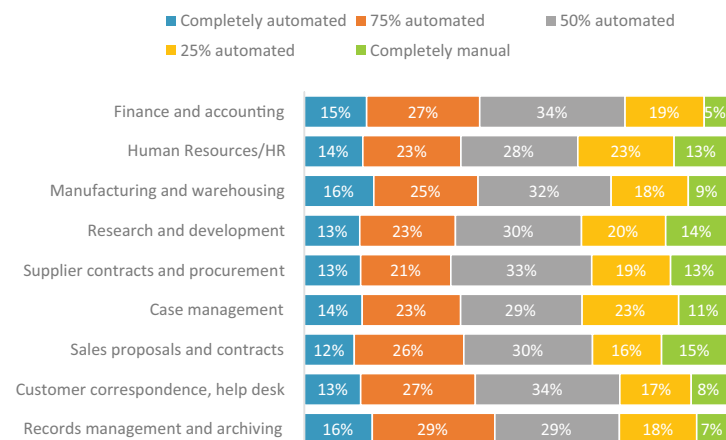 Completely automated 75% automated 50% automated
25% automated Completely manual
Finance and accounting 15% 27% 34% 19% 5%
Human Resources/HR 14% 23% 28% 23% 13%
Manufacturing and warehousing 16% 25% 32% 18% 9%
Research and development 13% 23% 30% 20% 14%
Supplier contracts and procurement 13% 21% 33% 19% 13%
Case management 14% 23% 29% 23% 11%
Sales proposals and contracts 12% 26% 30% 16% 15%
Customer correspondence, help desk 13% 27% 34% 17% 8%
Records management and archiving 16% 29% 29% 18% 7%